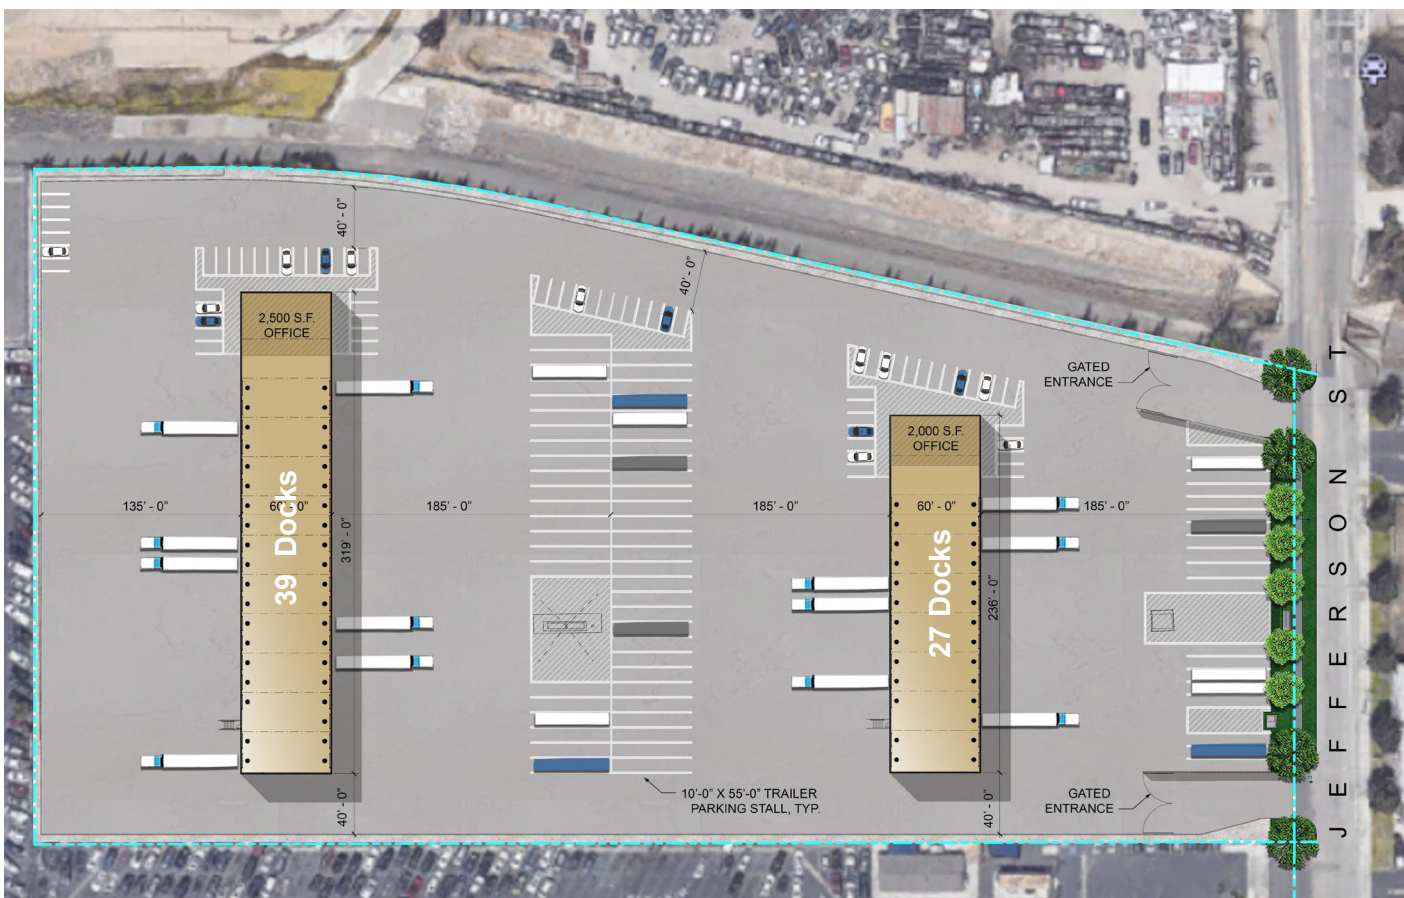 40' - 0"
2,500 S.F.
OFFICE
40' - 0"
GATED
ENTRANCE
2,000 S.F.
OFFICE
135' - 0"
60' - 0"
185' - 0"
185' - 0"
60' - 0"
185' - 0"
39 Docks
319' - 0"
27 Docks
236' - 0"
JEFFERSON ST
10'-0" X 55'-0" TRAILER
PARKING STALL, TYP.
GATED
ENTRANCE
40' - 0"
40' - 0"